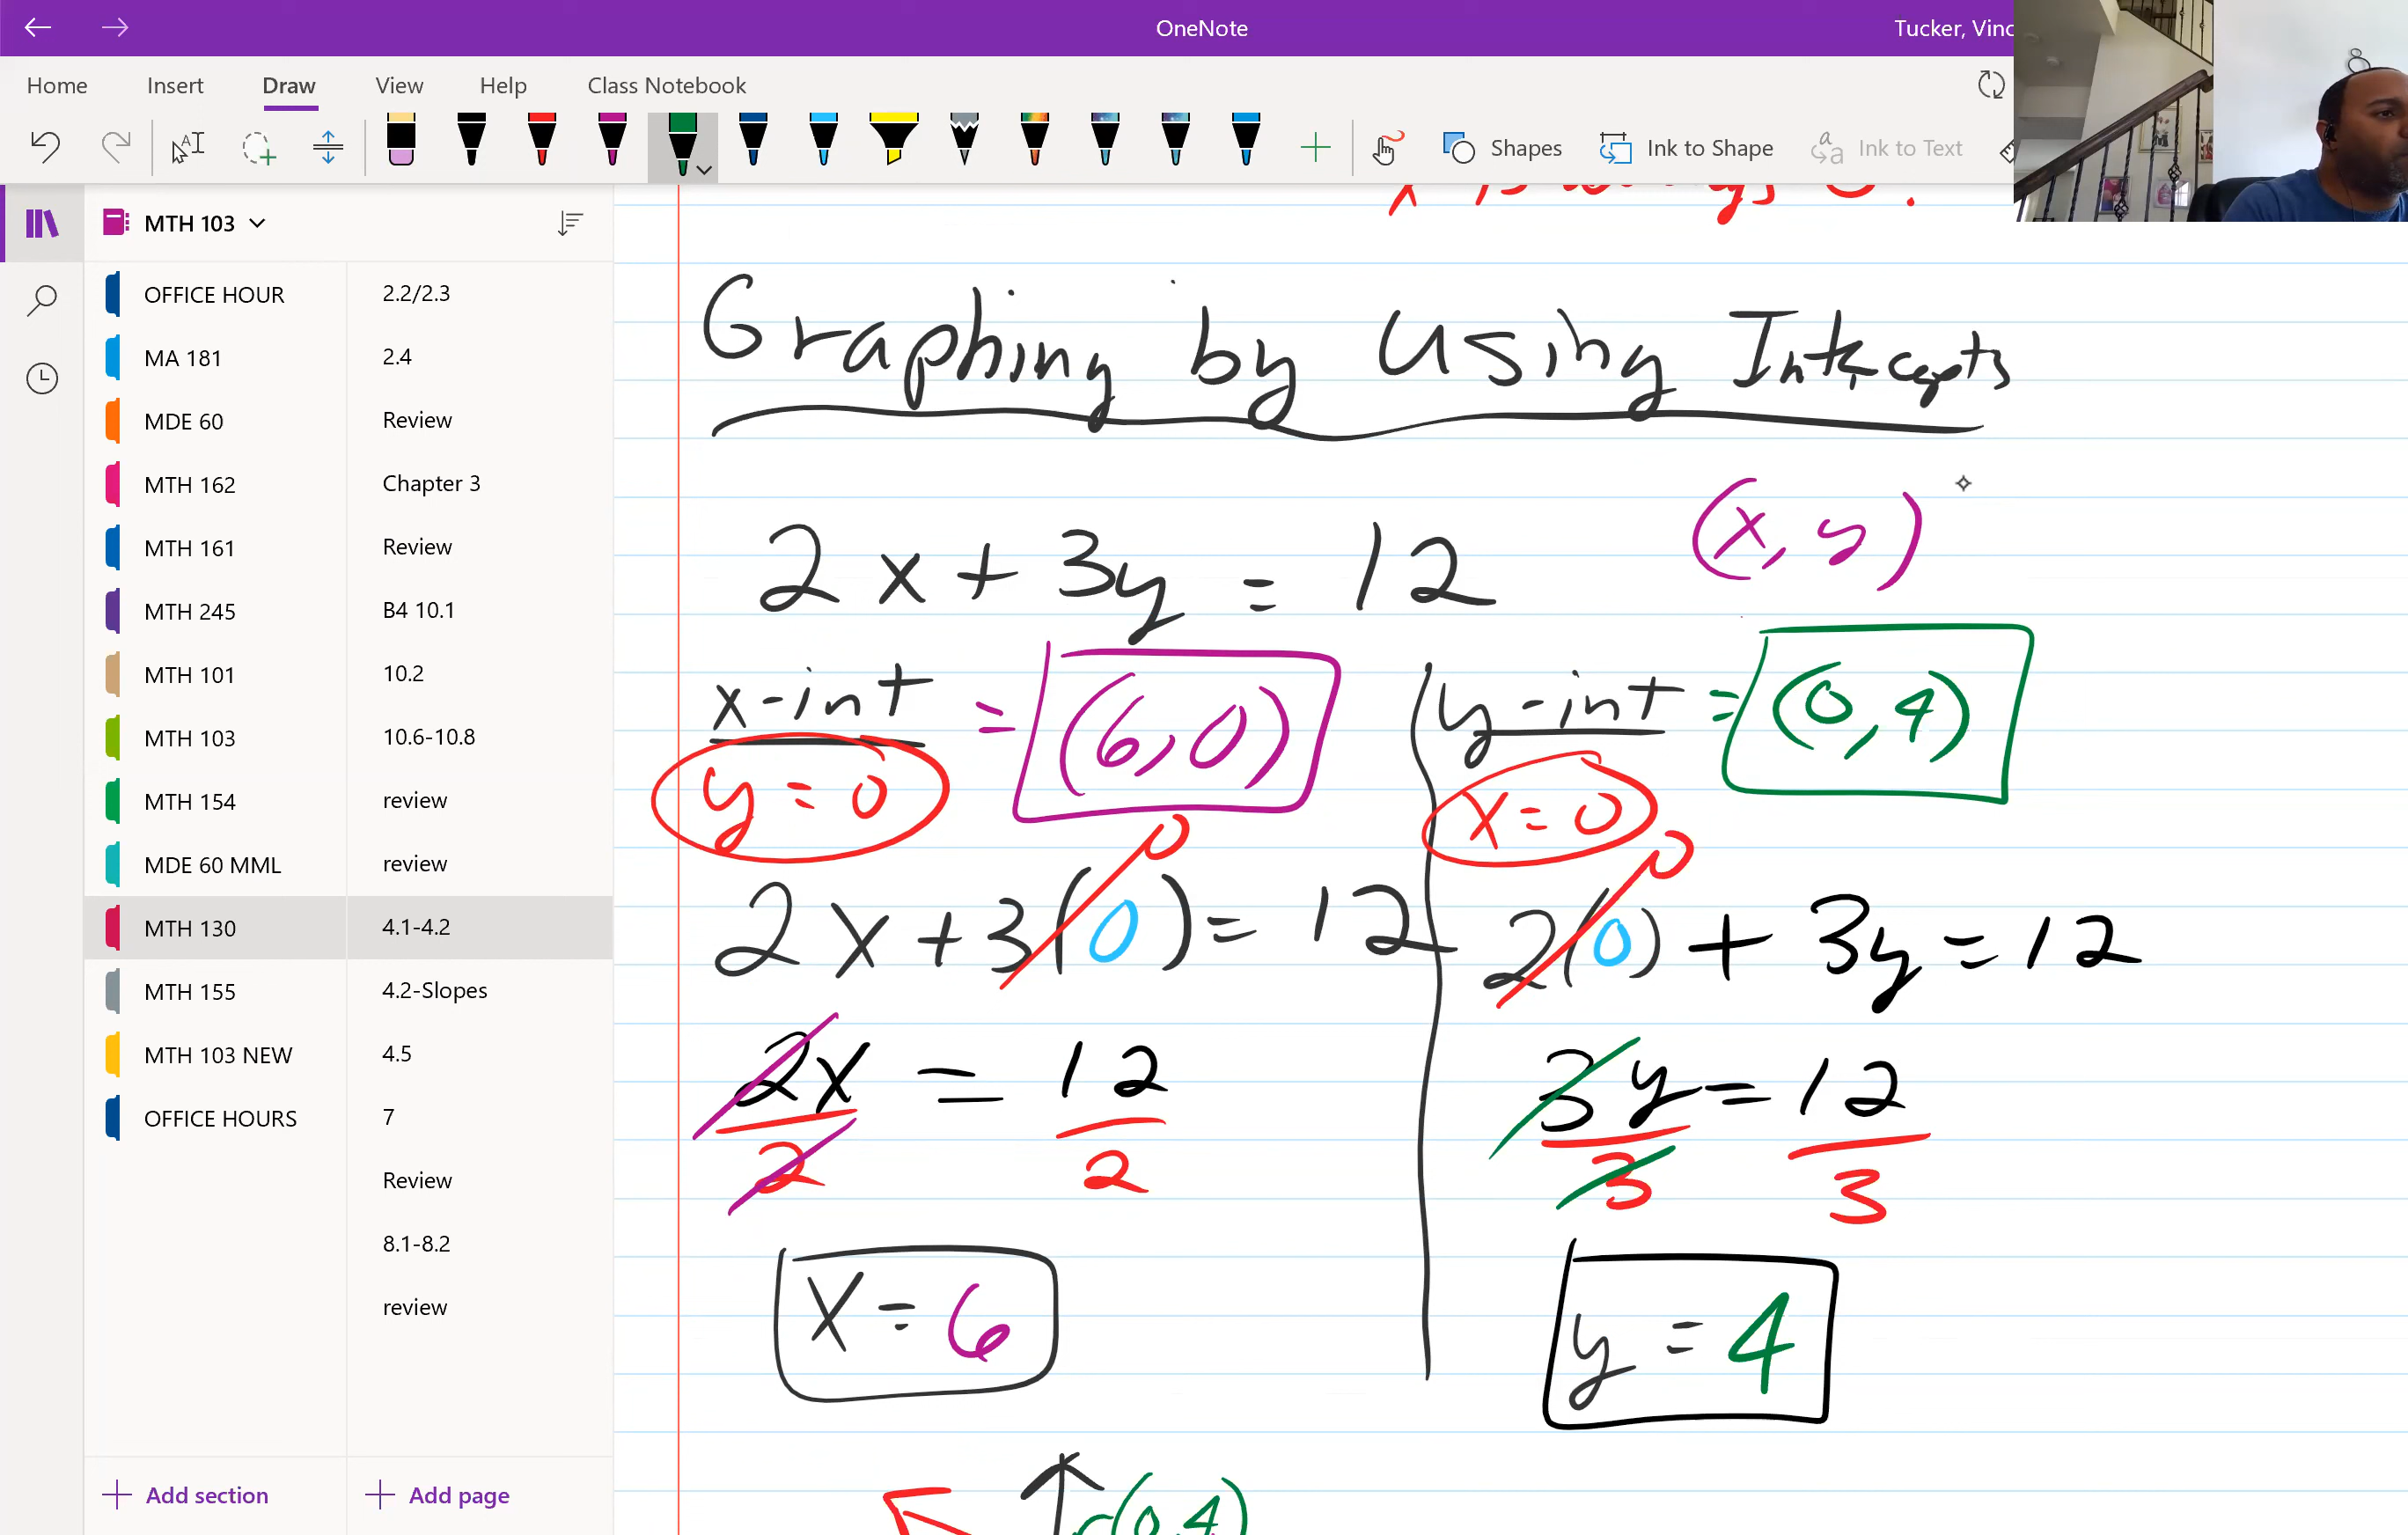 OneNote
Tucker, Vinc
Home Insert Draw View Help Class Notebook
Shapes Ink to Shape Ink to Text
MTH 103
OFFICE HOUR
MA 181
MDE 60
MTH 162
MTH 161
MTH 245
MTH 101
MTH 103
MTH 154
MDE 60 MML
MTH 130
MTH 155
MTH 103 NEW
OFFICE HOURS
Add section
2.2/2.3
2.4
Review
Chapter 3
Review
B4 10.1
10.2
10.6-10.8
review
review
4.1-4.2
4.2-Slopes
4.5
7
Review
8.1-8.2
review
Add page
Graphing by Using Intercepts
2x + 3y = 12 (x, y)
x-int = (6, 0)
y = 0
2x + 3(0) = 12
0
2x = 12
2 2
x = 6
y-int = (0, 4)
x = 0
2(0) + 3y = 12
0
3y = 12
3 3
y = 4
(0, 4)